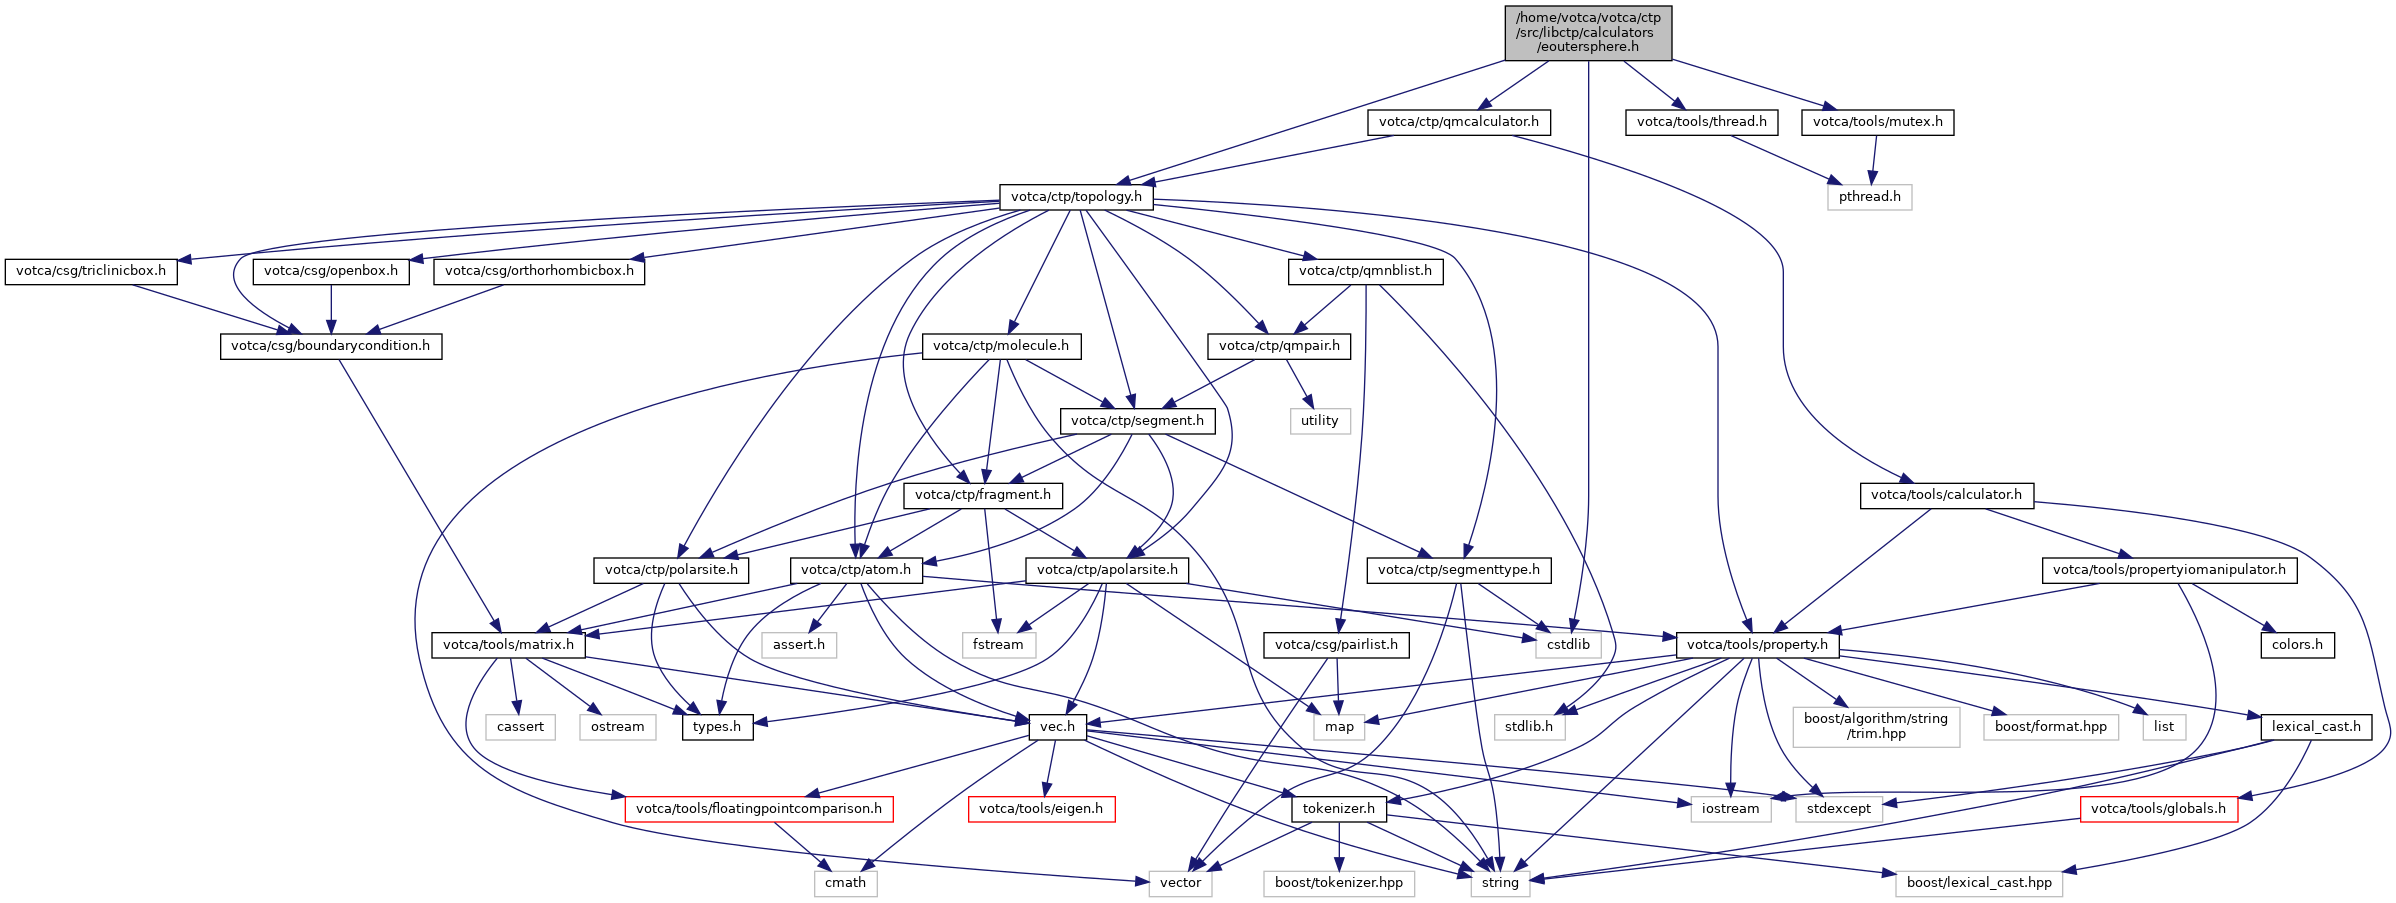 /home/votca/votca/ctp
/src/libctp/calculators
/eoutersphere.h
votca/ctp/qmcalculator.h
votca/tools/thread.h
votca/tools/mutex.h
votca/ctp/topology.h
pthread.h
votca/csg/triclinicbox.h
votca/csg/openbox.h
votca/csg/orthorhombicbox.h
votca/ctp/qmnblist.h
votca/csg/boundarycondition.h
votca/ctp/molecule.h
votca/ctp/qmpair.h
votca/ctp/segment.h
utility
votca/ctp/fragment.h
votca/tools/calculator.h
votca/ctp/polarsite.h
votca/ctp/atom.h
votca/ctp/apolarsite.h
votca/ctp/segmenttype.h
votca/tools/propertyiomanipulator.h
votca/tools/matrix.h
assert.h
fstream
votca/csg/pairlist.h
cstdlib
votca/tools/property.h
colors.h
cassert
ostream
types.h
vec.h
map
stdlib.h
boost/algorithm/string
/trim.hpp
boost/format.hpp
list
lexical_cast.h
votca/tools/floatingpointcomparison.h
votca/tools/eigen.h
tokenizer.h
iostream
stdexcept
votca/tools/globals.h
cmath
vector
boost/tokenizer.hpp
string
boost/lexical_cast.hpp